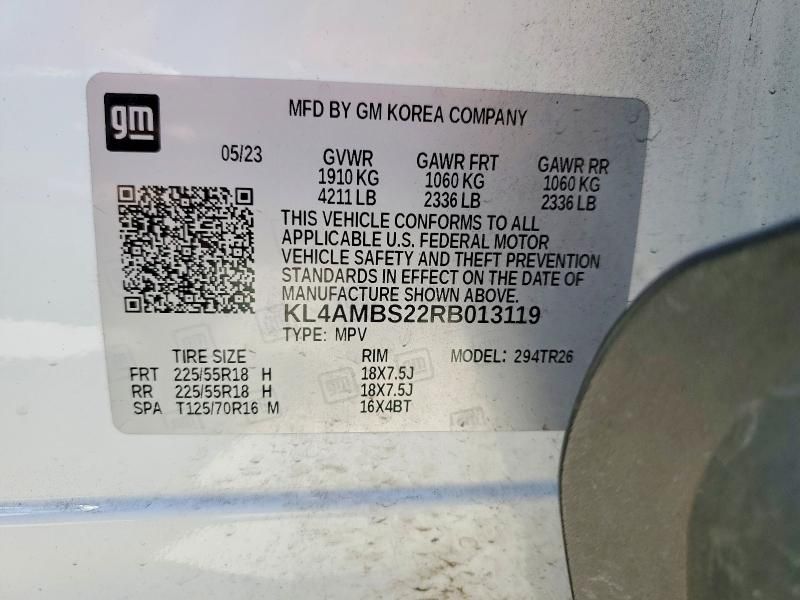 gm
MFD BY GM KOREA COMPANY
05/23 GVWR GAWR FRT GAWR RR
1910 KG 1060 KG 1060 KG
4211 LB 2336 LB 2336 LB
THIS VEHICLE CONFORMS TO ALL
APPLICABLE U.S. FEDERAL MOTOR
VEHICLE SAFETY AND THEFT PREVENTION
STANDARDS IN EFFECT ON THE DATE OF
MANUFACTURE SHOWN ABOVE.
KL4AMBS22RB013119
TYPE: MPV
TIRE SIZE RIM MODEL: 294TR26
FRT 225/55R18 H 18X7.5J
RR 225/55R18 H 18X7.5J
SPA T125/70R16 M 16X4BT